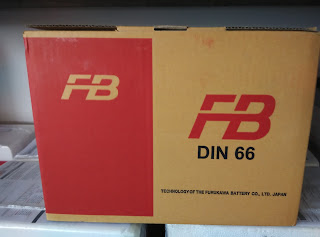 FB
FB
DIN 66
TECHNOLOGY OF THE FURUKAWA BATTERY CO., LTD. JAPAN